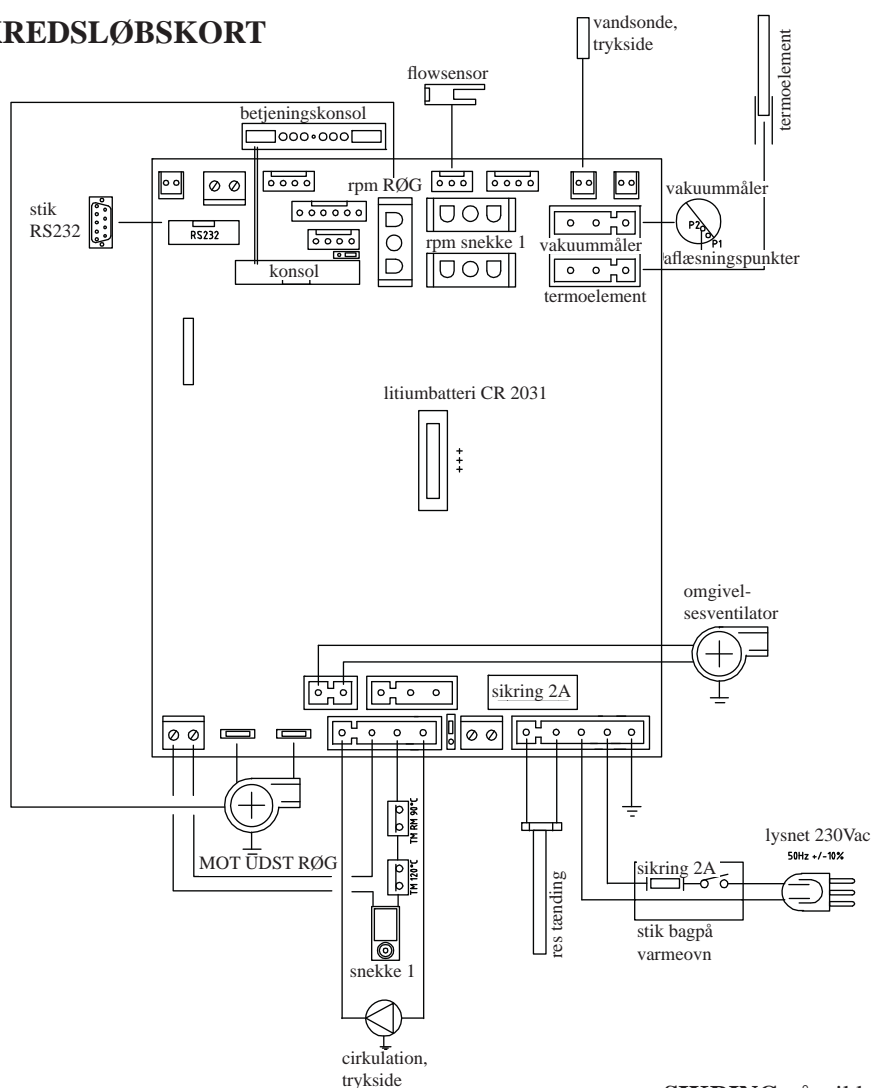 KREDSLØBSKORT
vandsonde,
trykside
flowsensor
betjeningskonsol
termoelement
rpm RØG
vakuummåler
stik
RS232
RS232
P2
P1
rpm snekke 1
vakuummåler
aflæsningspunkter
konsol
termoelement
litiumbatteri CR 2031
+++
omgivel-
sesventilator
sikring 2A
TM RM 90°C
lysnet 230Vac
50Hz +/-10%
MOT UDST RØG
TM 120°C
sikring 2A
res tænding
stik bagpå
varmeovn
snekke 1
cirkulation,
trykside